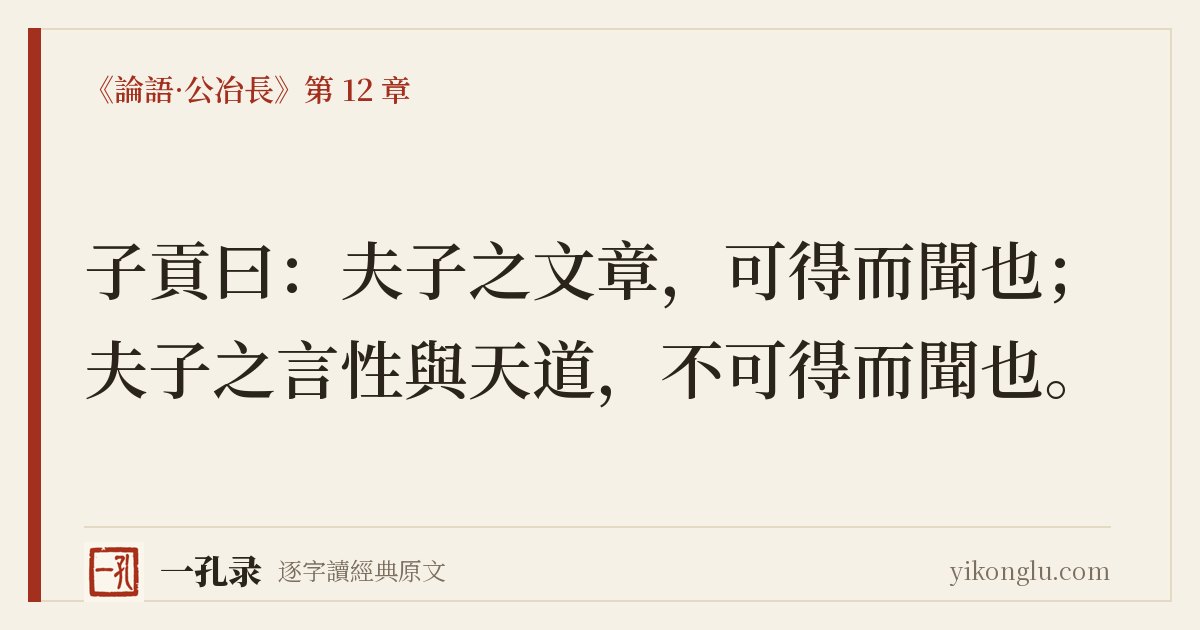 《論語·公冶長》第 12 章
子貢曰：夫子之文章，可得而聞也；
夫子之言性與天道，不可得而聞也。
一孔
一孔录 逐字讀經典原文
yikonglu.com